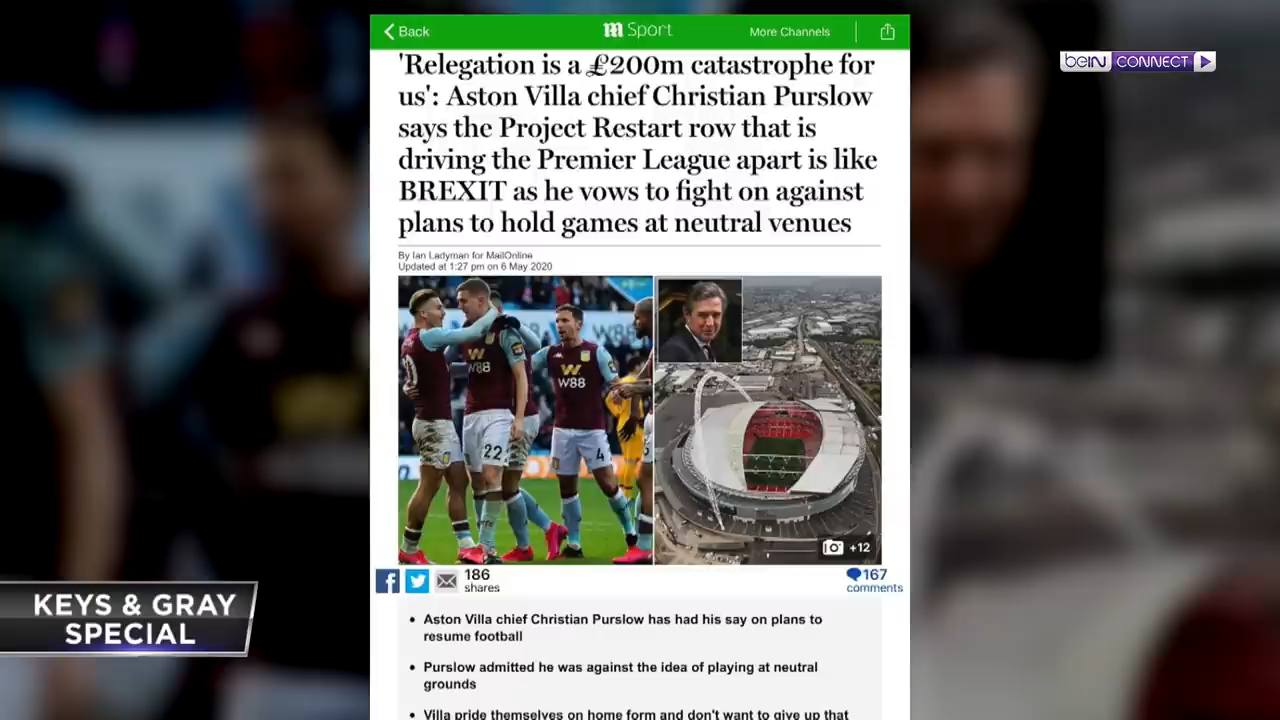 Back
m Sport
More Channels
beIN CONNECT
'Relegation is a £200m catastrophe for
us': Aston Villa chief Christian Purslow
says the Project Restart row that is
driving the Premier League apart is like
BREXIT as he vows to fight on against
plans to hold games at neutral venues
By Ian Ladyman for MailOnline
Updated at 1:27 pm on 6 May 2020
W88
W88
22
4
+12
186
shares
167
comments
KEYS & GRAY
SPECIAL
• Aston Villa chief Christian Purslow has had his say on plans to
resume football
• Purslow admitted he was against the idea of playing at neutral
grounds
• Villa pride themselves on home form and don't want to give up that